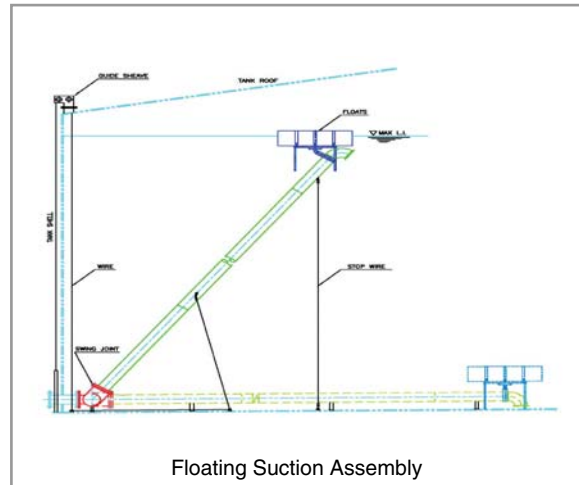 GUIDE SHEAVE
TANK ROOF
FLOATS
MAX L.L
TANK SHELL
WIRE
STOP WIRE
SWING JOINT
Floating Suction Assembly